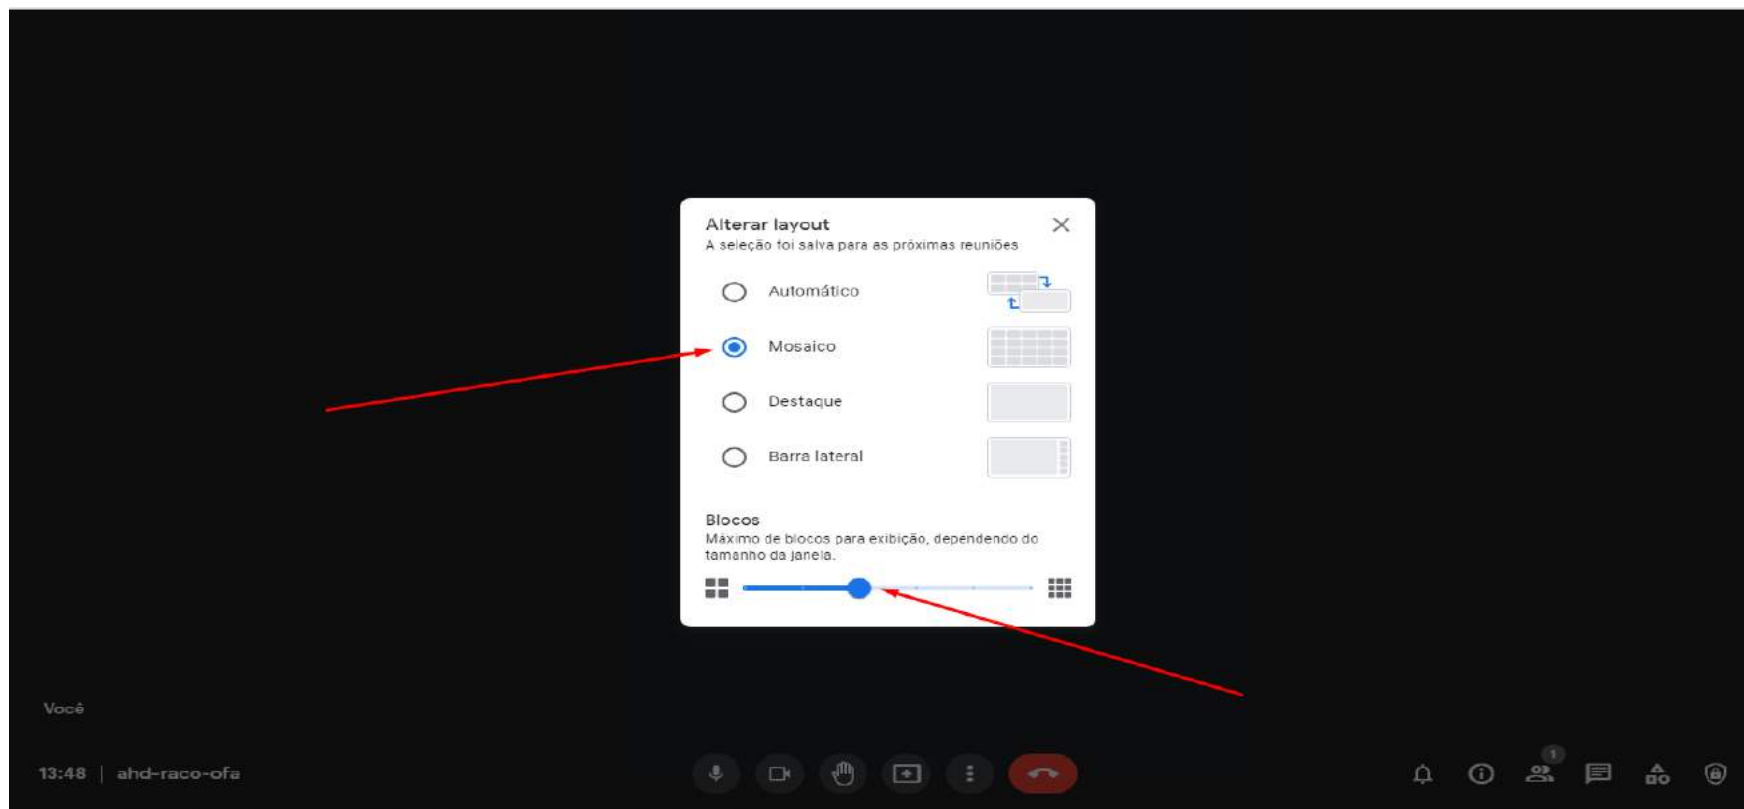 Alterar layout
A seleção foi salva para as próximas reuniões
Automático
Mosaico
Destaque
Barra lateral
Blocos
Máximo de blocos para exibição, dependendo do
tamanho da janela.
Você
13:48 | ahd-raco-ofa
1